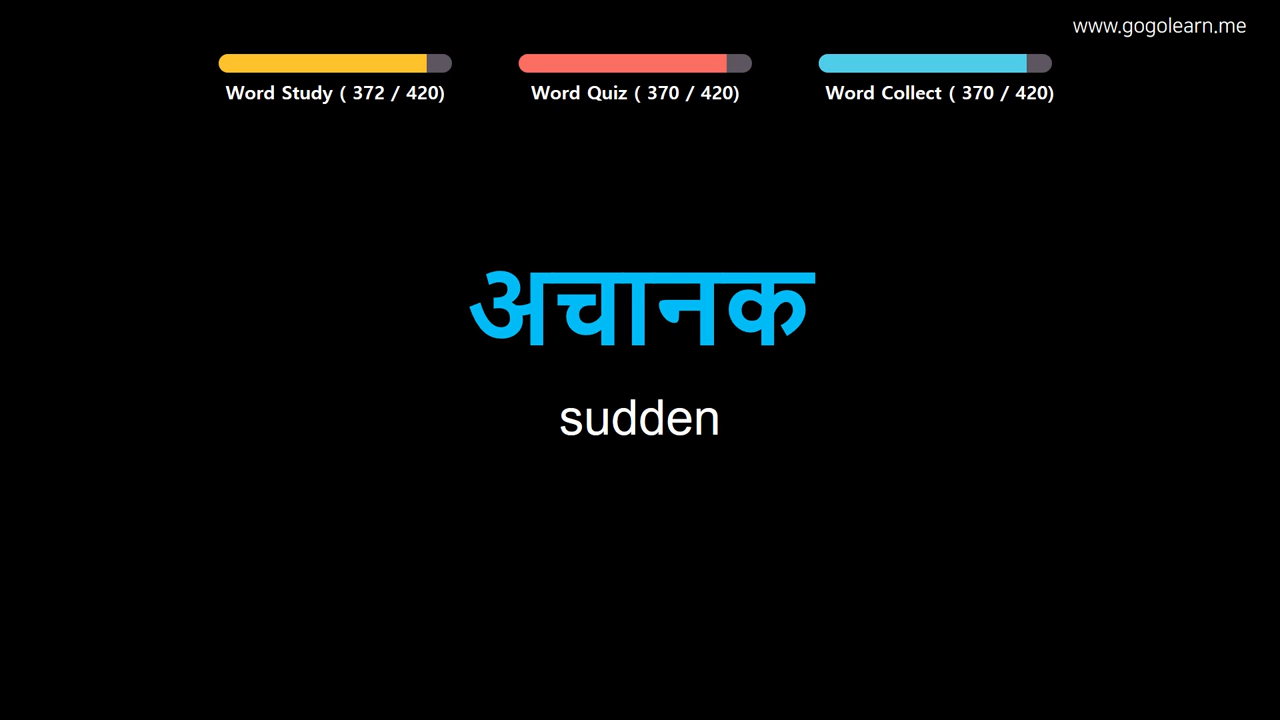 www.gogolearn.me
Word Study ( 372 / 420)
Word Quiz ( 370 / 420)
Word Collect ( 370 / 420)
अचानक
sudden